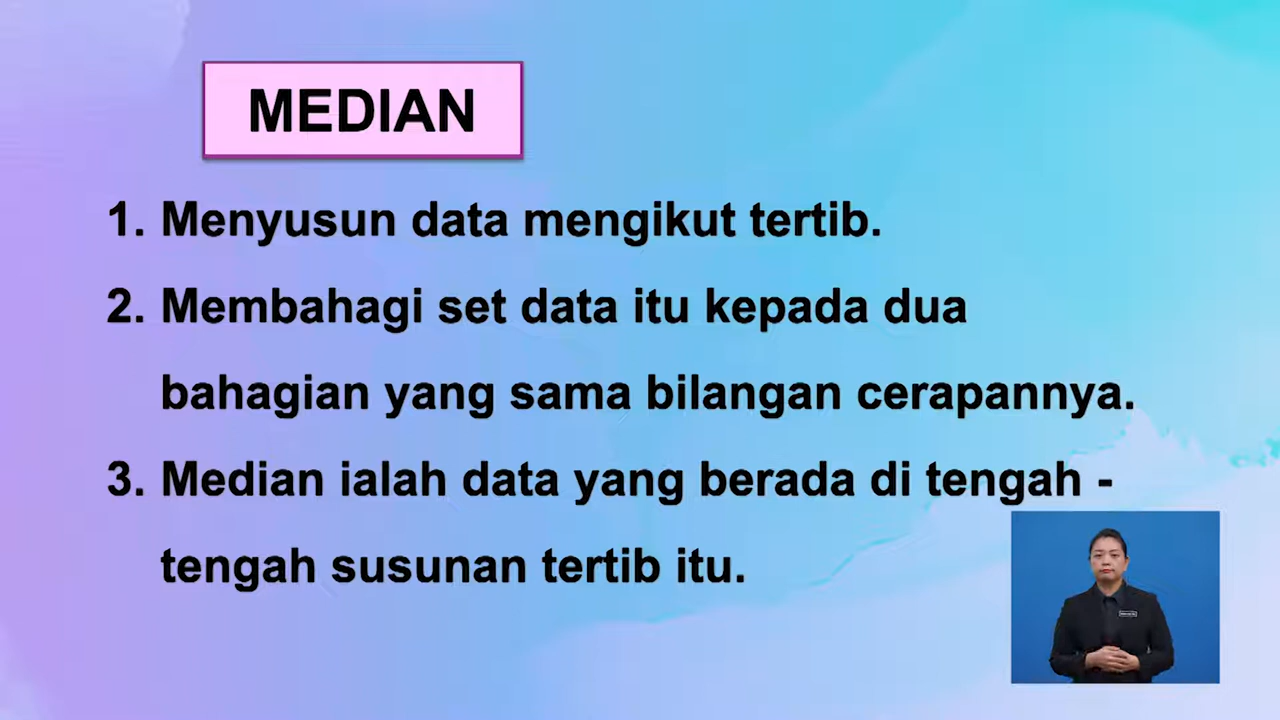 MEDIAN
1. Menyusun data mengikut tertib.
2. Membahagi set data itu kepada dua
bahagian yang sama bilangan cerapannya.
3. Median ialah data yang berada di tengah -
tengah susunan tertib itu.